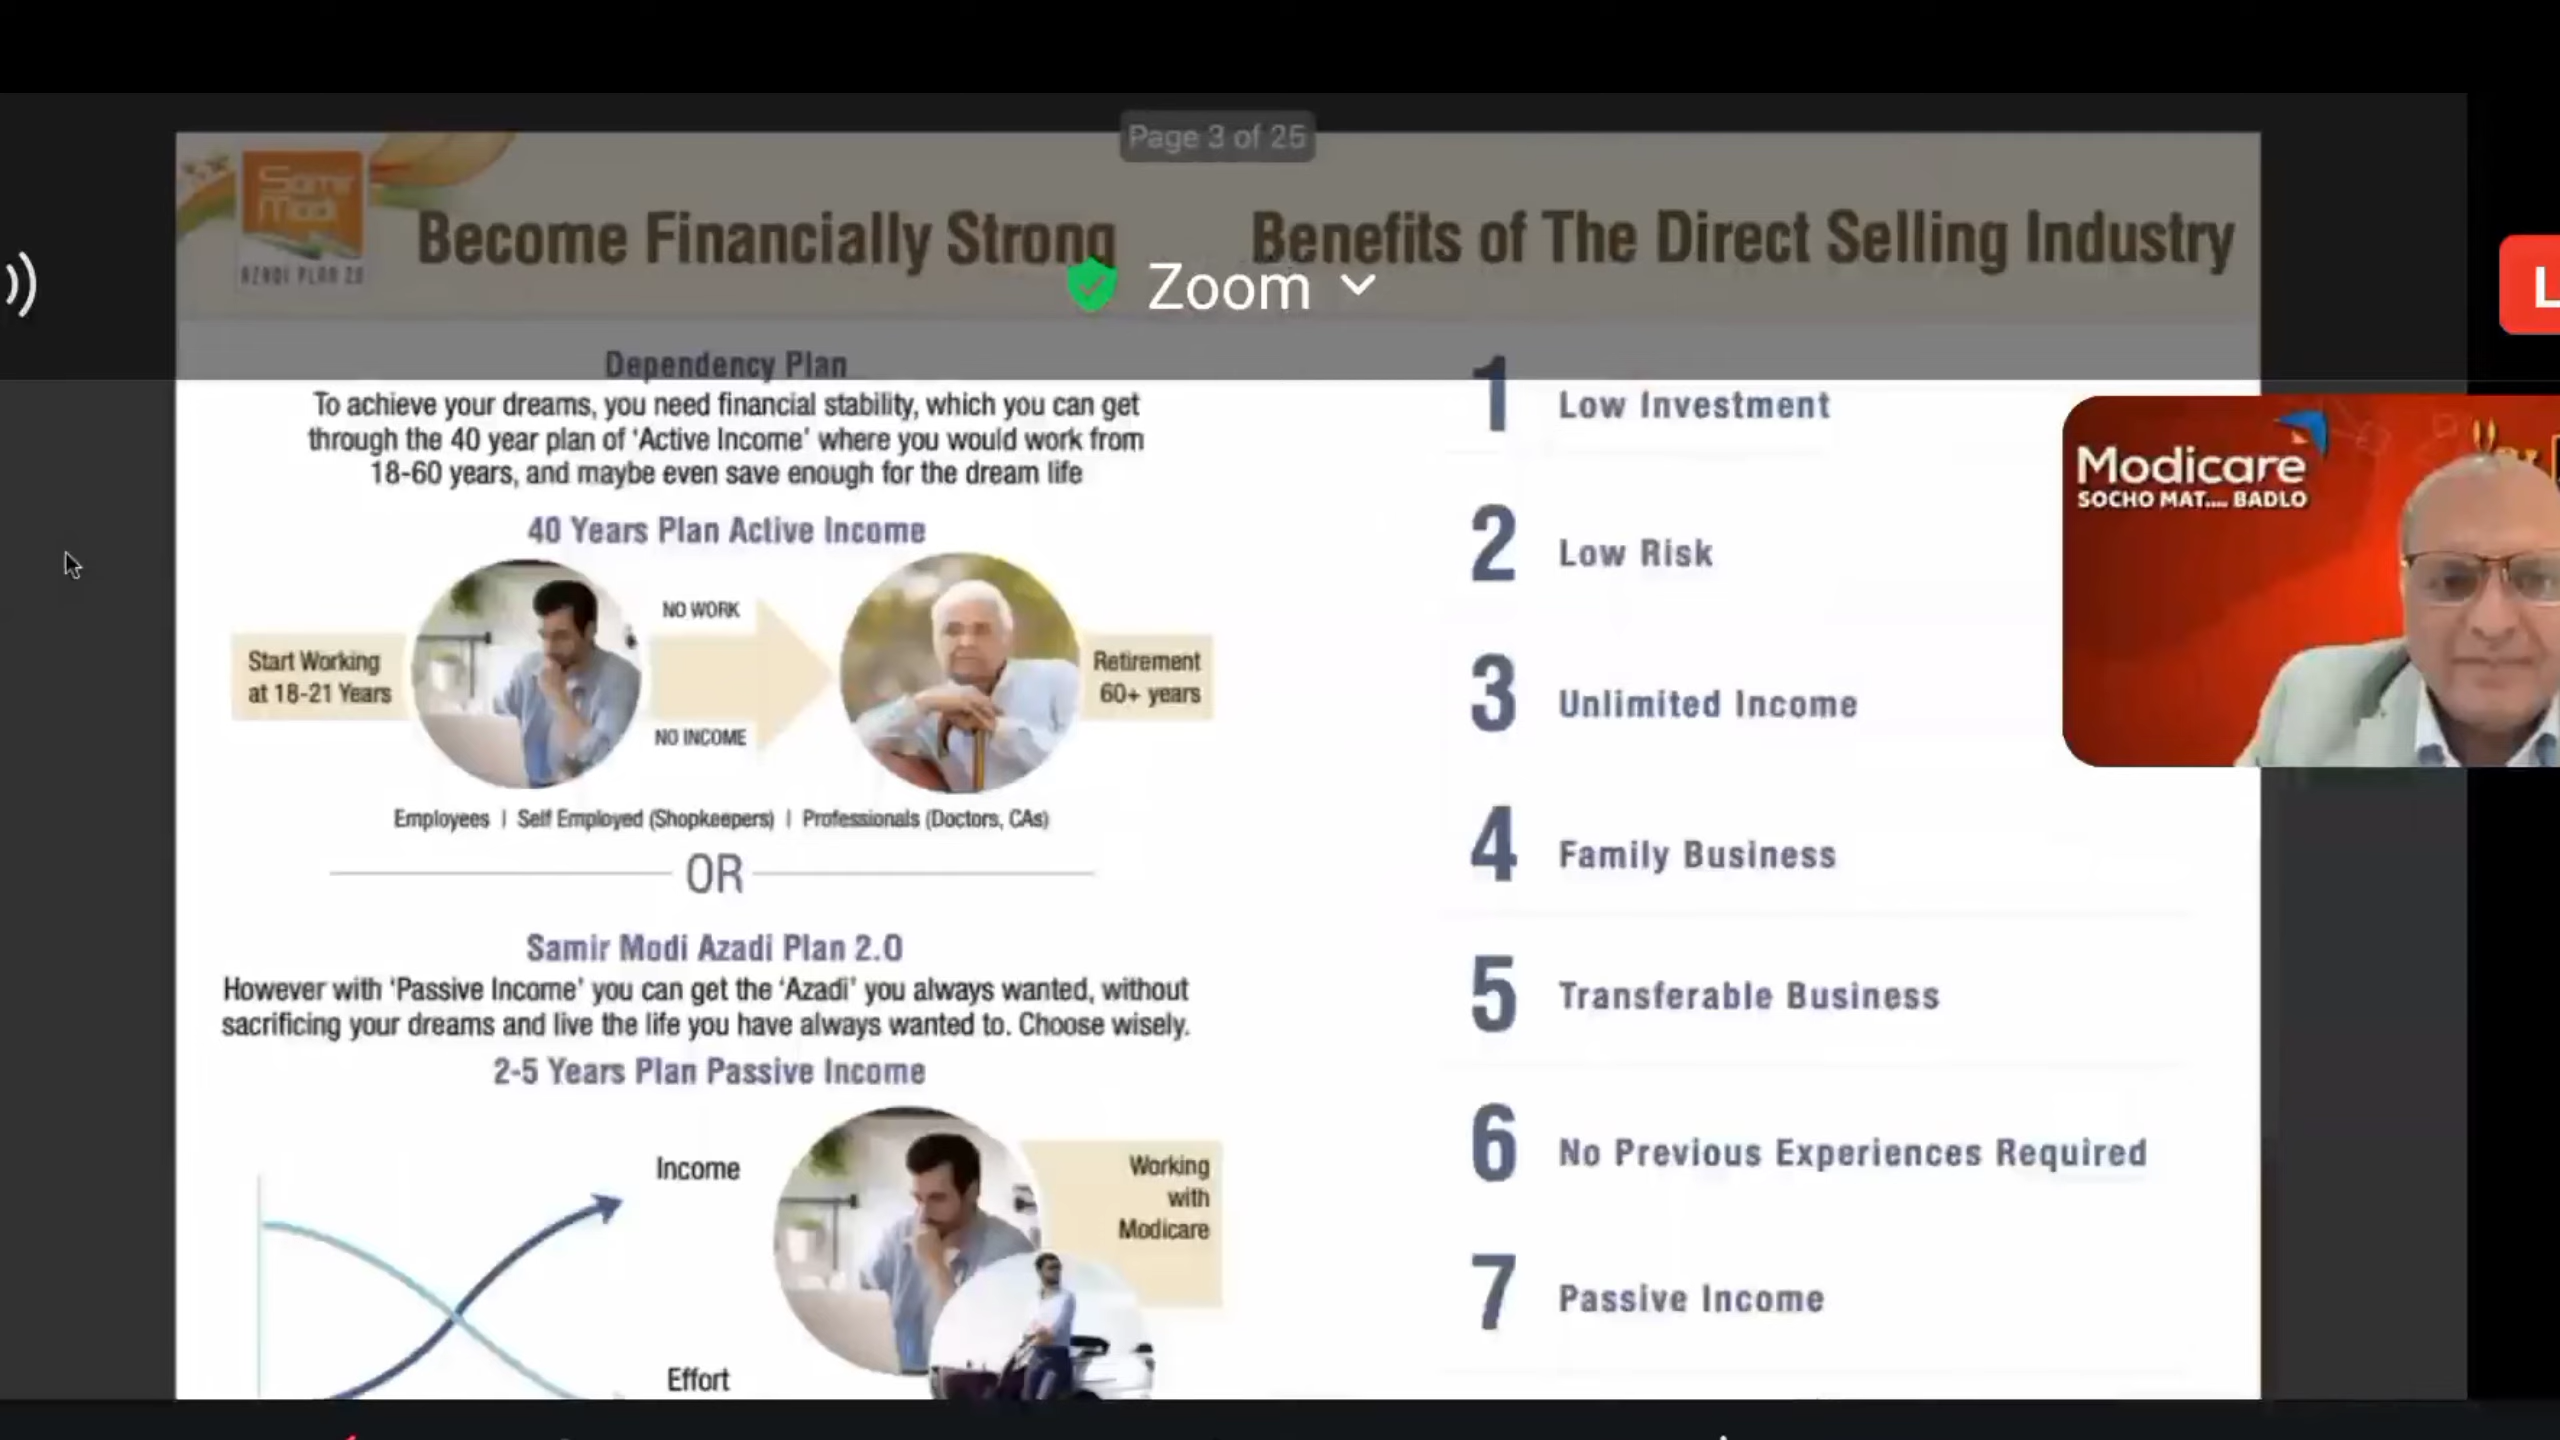 Page 3 of 25
Samir
Modi
AZADI PLAN 2.0
Become Financially Strong
Benefits of The Direct Selling Industry
Zoom
L
Dependency Plan
To achieve your dreams, you need financial stability, which you can get
through the 40 year plan of ‘Active Income’ where you would work from
18-60 years, and maybe even save enough for the dream life
40 Years Plan Active Income
Start Working
at 18-21 Years
NO WORK
NO INCOME
Retirement
60+ years
Employees | Self Employed (Shopkeepers) | Professionals (Doctors, CAs)
OR
Samir Modi Azadi Plan 2.0
However with ‘Passive Income’ you can get the ‘Azadi’ you always wanted, without
sacrificing your dreams and live the life you have always wanted to. Choose wisely.
2-5 Years Plan Passive Income
Income
Effort
Working
with
Modicare
1 Low Investment
2 Low Risk
3 Unlimited Income
4 Family Business
5 Transferable Business
6 No Previous Experiences Required
7 Passive Income
Modicare
SOCHO MAT.... BADLO